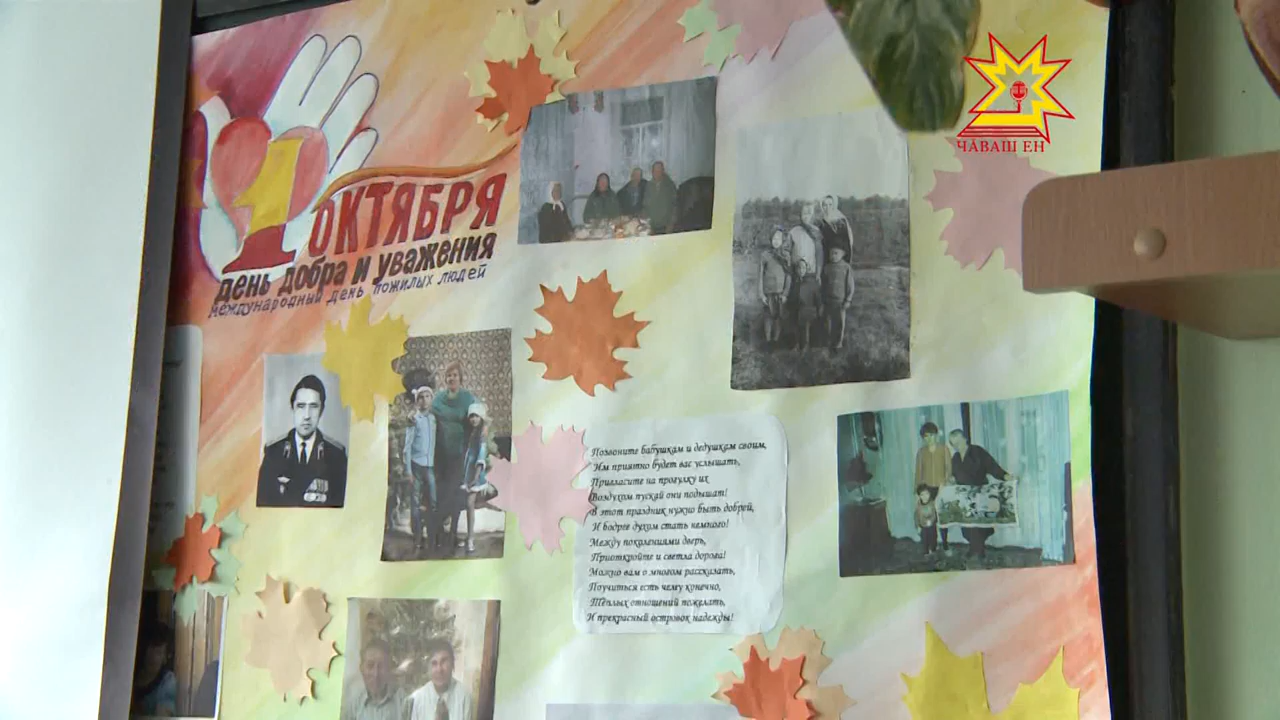 ЧĂВАШ ЕН
1 ОКТЯБРЯ
день добра и уважения
международный день пожилых людей
Позвоните бабушкам и дедушкам своим,
Им приятно будет вас услышать,
Пригласите на прогулку их
Воздухом пускай они подышат!
В этот праздник нужно быть добрей,
И бодрее духом стать немного!
Между поколениями дверь,
Приоткройте и светла дорога!
Можно вам о многом рассказать,
Поучиться есть чему конечно,
Тёплых отношений пожелать,
И прекрасный островок надежды!